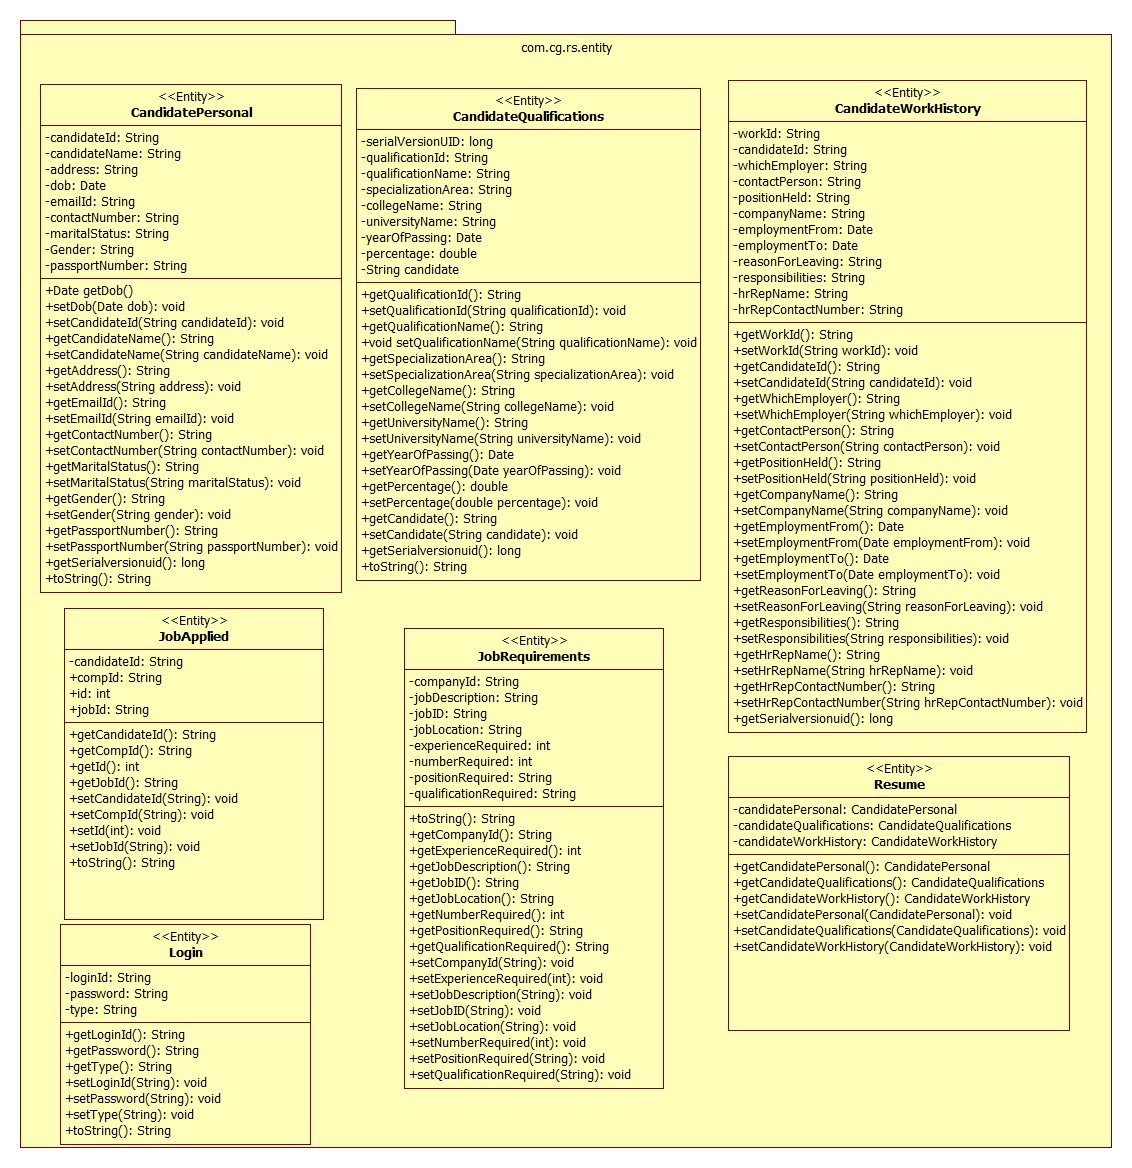 com.cg.rs.entity
<<Entity>>
CandidatePersonal
-candidateId: String
-candidateName: String
-address: String
-dob: Date
-emailId: String
-contactNumber: String
-maritalStatus: String
-Gender: String
-passportNumber: String
+Date getDob()
+setDob(Date dob): void
+setCandidateId(String candidateId): void
+getCandidateName(): String
+setCandidateName(String candidateName): void
+getAddress(): String
+setAddress(String address): void
+getEmailId(): String
+setEmailId(String emailId): void
+getContactNumber(): String
+setContactNumber(String contactNumber): void
+getMaritalStatus(): String
+setMaritalStatus(String maritalStatus): void
+getGender(): String
+setGender(String gender): void
+getPassportNumber(): String
+setPassportNumber(String passportNumber): void
+getSerialversionuid(): long
+toString(): String
<<Entity>>
CandidateQualifications
-serialVersionUID: long
-qualificationId: String
-qualificationName: String
-specializationArea: String
-collegeName: String
-universityName: String
-yearOfPassing: Date
-percentage: double
-String candidate
+getQualificationId(): String
+setQualificationId(String qualificationId): void
+getQualificationName(): String
+void setQualificationName(String qualificationName): void
+getSpecializationArea(): String
+setSpecializationArea(String specializationArea): void
+getCollegeName(): String
+setCollegeName(String collegeName): void
+getUniversityName(): String
+setUniversityName(String universityName): void
+getYearOfPassing(): Date
+setYearOfPassing(Date yearOfPassing): void
+getPercentage(): double
+setPercentage(double percentage): void
+getCandidate(): String
+setCandidate(String candidate): void
+getSerialversionuid(): long
+toString(): String
<<Entity>>
CandidateWorkHistory
-workId: String
-candidateId: String
-whichEmployer: String
-contactPerson: String
-positionHeld: String
-companyName: String
-employmentFrom: Date
-employmentTo: Date
-reasonForLeaving: String
-responsibilities: String
-hrRepName: String
-hrRepContactNumber: String
+getWorkId(): String
+setWorkId(String workId): void
+getCandidateId(): String
+setCandidateId(String candidateId): void
+getWhichEmployer(): String
+setWhichEmployer(String whichEmployer): void
+getContactPerson(): String
+setContactPerson(String contactPerson): void
+getPositionHeld(): String
+setPositionHeld(String positionHeld): void
+getCompanyName(): String
+setCompanyName(String companyName): void
+getEmploymentFrom(): Date
+setEmploymentFrom(Date employmentFrom): void
+getEmploymentTo(): Date
+setEmploymentTo(Date employmentTo): void
+getReasonForLeaving(): String
+setReasonForLeaving(String reasonForLeaving): void
+getResponsibilities(): String
+setResponsibilities(String responsibilities): void
+getHrRepName(): String
+setHrRepName(String hrRepName): void
+getHrRepContactNumber(): String
+setHrRepContactNumber(String hrRepContactNumber): void
+getSerialversionuid(): long
<<Entity>>
JobApplied
-candidateId: String
+compId: String
+id: int
+jobId: String
+getCandidateId(): String
+getCompId(): String
+getId(): int
+getJobId(): String
+setCandidateId(String): void
+setCompId(String): void
+setId(int): void
+setJobId(String): void
+toString(): String
<<Entity>>
JobRequirements
-companyId: String
-jobDescription: String
-jobID: String
-jobLocation: String
-experienceRequired: int
-numberRequired: int
-positionRequired: String
-qualificationRequired: String
+toString(): String
+getCompanyId(): String
+getExperienceRequired(): int
+getJobDescription(): String
+getJobID(): String
+getJobLocation(): String
+getNumberRequired(): int
+getPositionRequired(): String
+getQualificationRequired(): String
+setCompanyId(String): void
+setExperienceRequired(int): void
+setJobDescription(String): void
+setJobID(String): void
+setJobLocation(String): void
+setNumberRequired(int): void
+setPositionRequired(String): void
+setQualificationRequired(String): void
<<Entity>>
Resume
-candidatePersonal: CandidatePersonal
-candidateQualifications: CandidateQualifications
-candidateWorkHistory: CandidateWorkHistory
+getCandidatePersonal(): CandidatePersonal
+getCandidateQualifications(): CandidateQualifications
+getCandidateWorkHistory(): CandidateWorkHistory
+setCandidatePersonal(CandidatePersonal): void
+setCandidateQualifications(CandidateQualifications): void
+setCandidateWorkHistory(CandidateWorkHistory): void
<<Entity>>
Login
-loginId: String
-password: String
-type: String
+getLoginId(): String
+getPassword(): String
+getType(): String
+setLoginId(String): void
+setPassword(String): void
+setType(String): void
+toString(): String